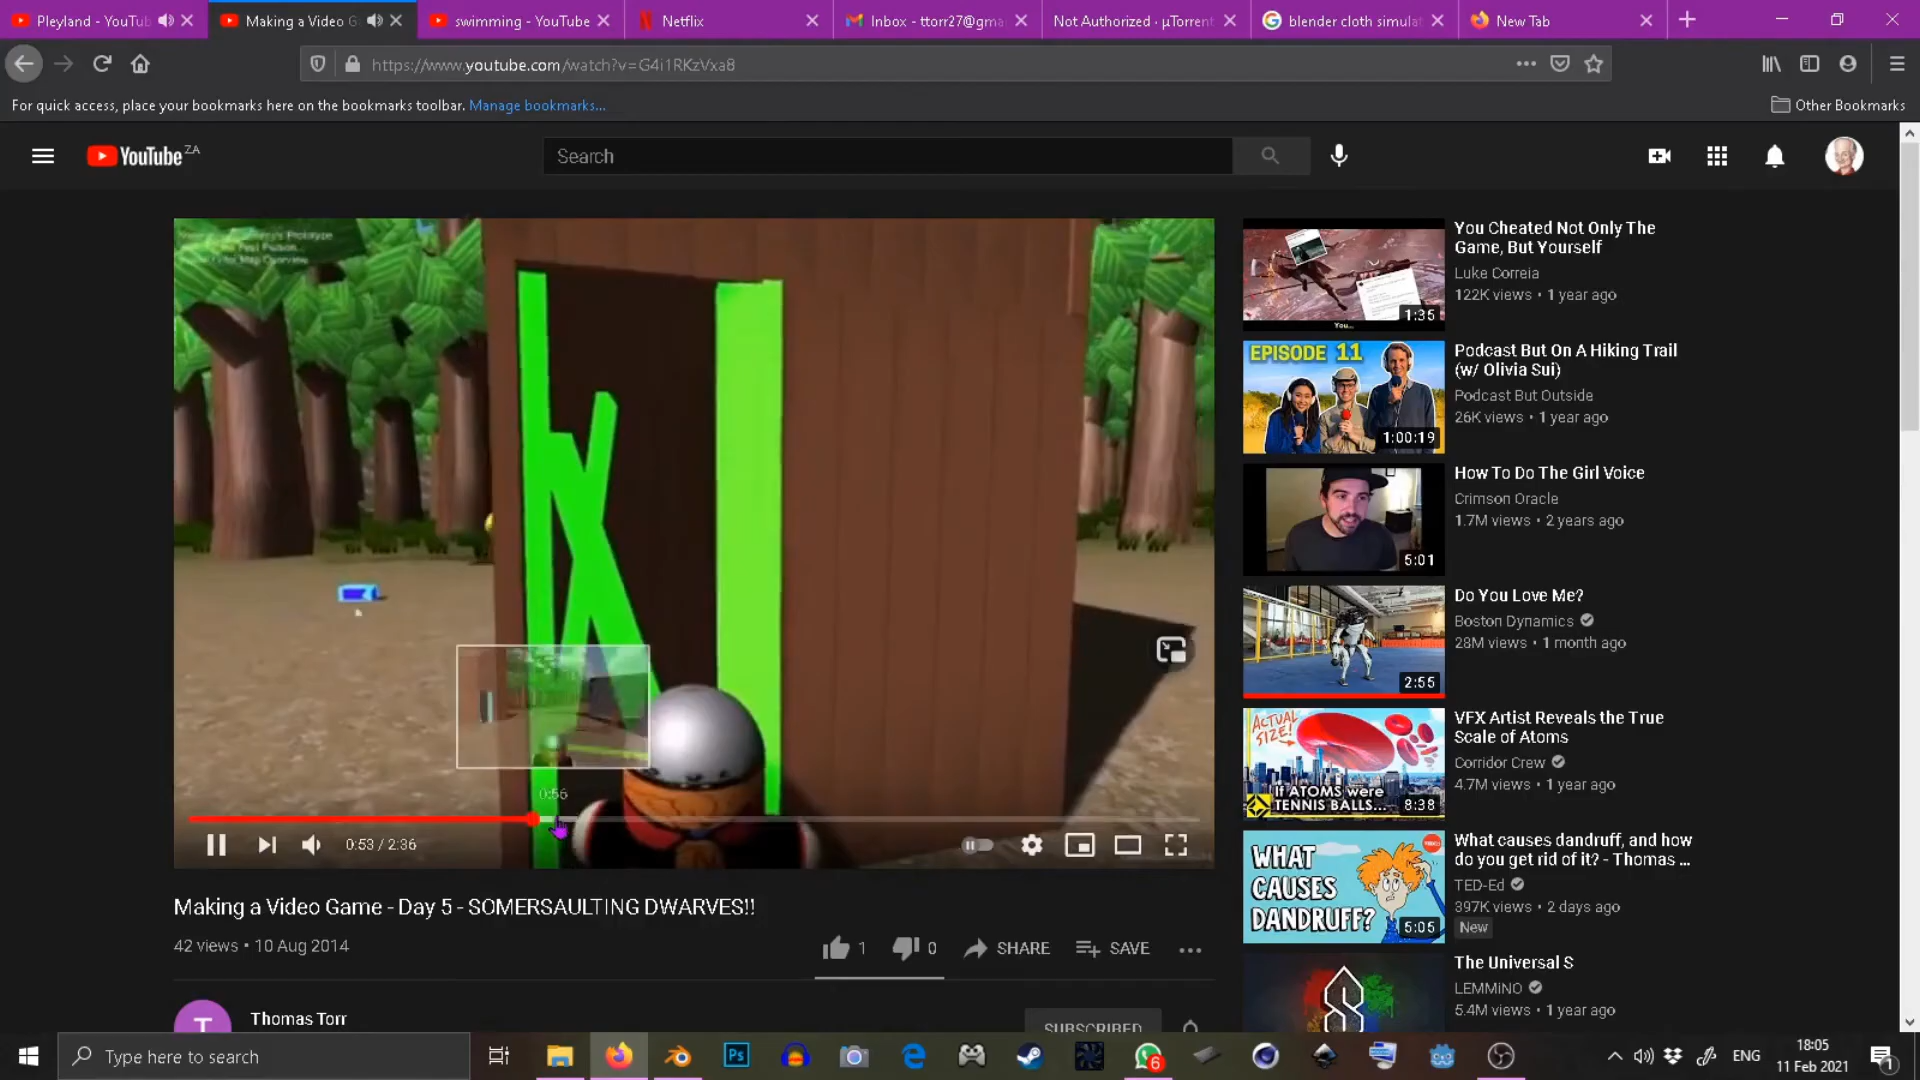 Pleyland - YouTub
Making a Video G
swimming - YouTube
Netflix
Inbox - ttorr27@gma
Not Authorized · µTorrent
blender cloth simulat
New Tab
https://www.youtube.com/watch?v=G4i1RKzVxa8
For quick access, place your bookmarks here on the bookmarks toolbar. Manage bookmarks...
Other Bookmarks
YouTube ZA
Search
You Cheated Not Only The
Game, But Yourself
Luke Correia
122K views • 1 year ago
1:35
You...
EPISODE 11
1:00:19
Podcast But On A Hiking Trail
(w/ Olivia Sui)
Podcast But Outside
26K views • 1 year ago
How To Do The Girl Voice
Crimson Oracle
1.7M views • 2 years ago
5:01
Do You Love Me?
Boston Dynamics
28M views • 1 month ago
2:55
ACTUAL
SIZE!
If ATOMS were
TENNIS BALLS...
8:38
VFX Artist Reveals the True
Scale of Atoms
Corridor Crew
4.7M views • 1 year ago
WHAT
CAUSES
DANDRUFF?
5:05
What causes dandruff, and how
do you get rid of it? - Thomas ...
TED-Ed
397K views • 2 days ago
New
The Universal S
LEMMiNO
5.4M views • 1 year ago
0:56
0:53 / 2:36
Making a Video Game - Day 5 - SOMERSAULTING DWARVES!!
42 views • 10 Aug 2014
1
0
SHARE
SAVE
T
Thomas Torr
SUBSCRIBED
Type here to search
Ps
6
ENG
18:05
11 Feb 2021
1